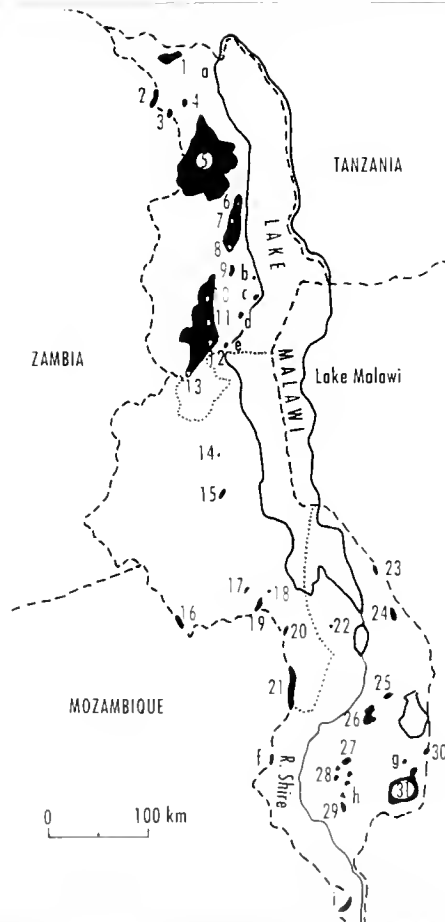 1 a
2 4
3
5
TANZANIA
6
7
LAKE
8
9 b
10 c
11 d
12 e
ZAMBIA
MALAWI
Lake Malawi
13
14
15
23
17 18
16 19 20 22 24
21
25
MOZAMBIQUE
26
27 30
f g
28
R. Shire
h 31
29
0 100 km